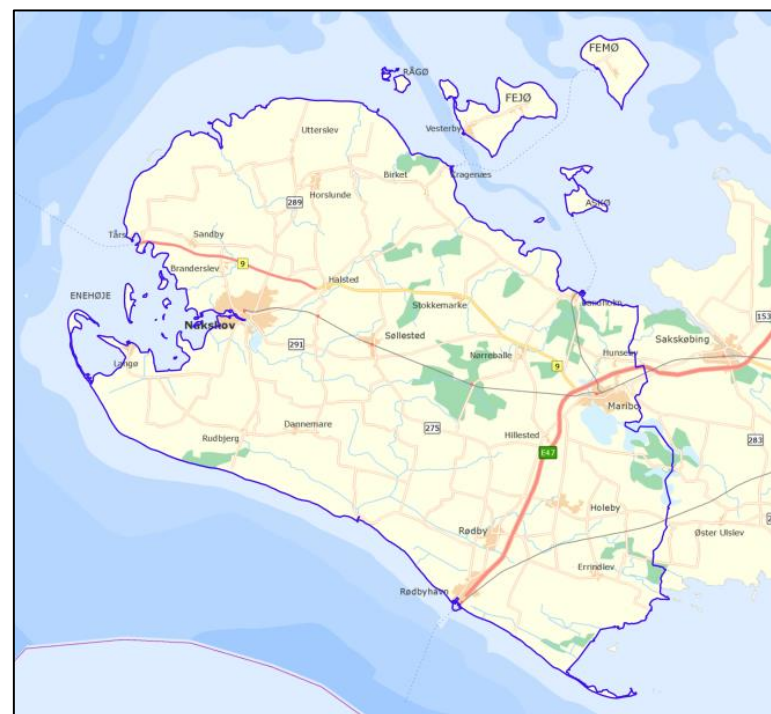 FEMØ
RÅGØ
FEJØ
Vesterby
Utterslev
Birket
Kragenæs
Horslunde
289
ASKØ
Tårs
Sandby
Branderslev
9
Halsted
ENEHØJE
Stokkemarke
Bandholm
Nakskov
Søllested
291
Nørreballe
Hunseby
Sakskøbing
153
9
Langø
Maribo
Rudbjerg
Dannemare
275
Hillested
283
E47
Holeby
Rødby
Øster Ulslev
Errindlev
Rødbyhavn